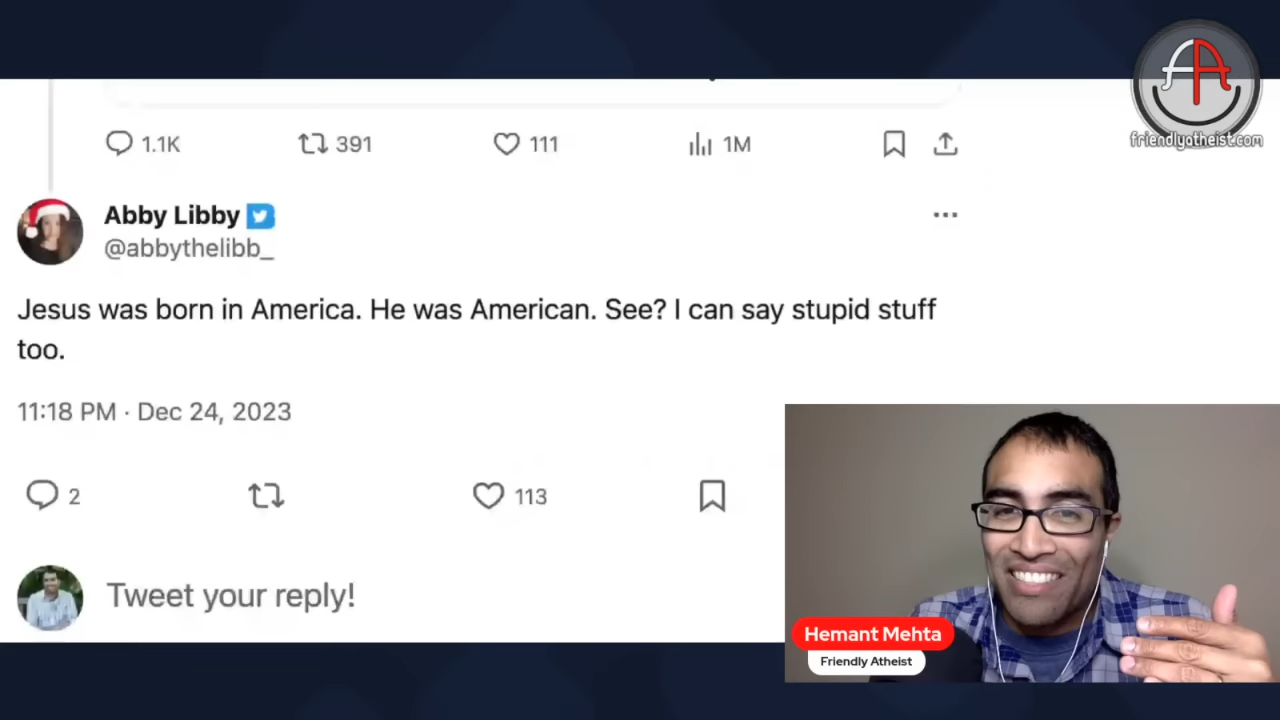 friendlyatheist.com
1.1K 391 111 1M
Abby Libby
@abbythelibb_
Jesus was born in America. He was American. See? I can say stupid stuff
too.
11:18 PM · Dec 24, 2023
2 113
Tweet your reply!
Hemant Mehta
Friendly Atheist